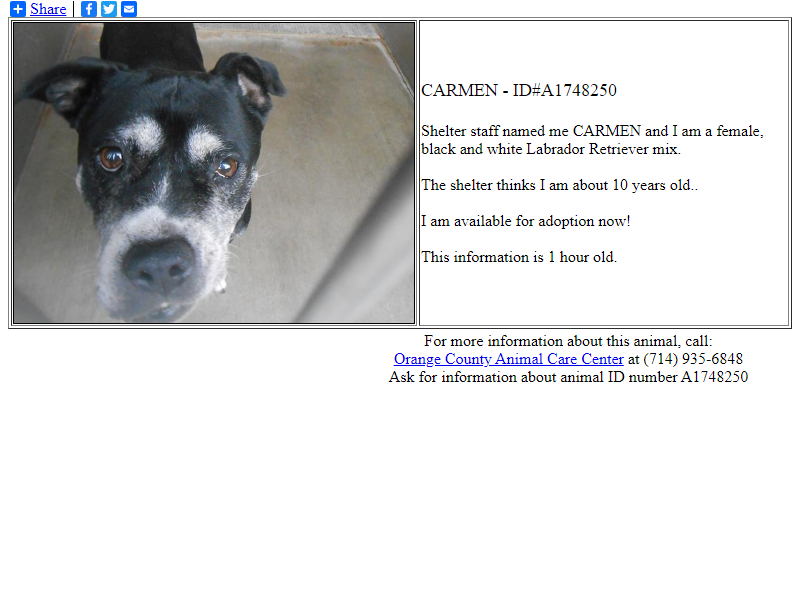 Share
CARMEN - ID#A1748250
Shelter staff named me CARMEN and I am a female,
black and white Labrador Retriever mix.
The shelter thinks I am about 10 years old..
I am available for adoption now!
This information is 1 hour old.
For more information about this animal, call:
Orange County Animal Care Center at (714) 935-6848
Ask for information about animal ID number A1748250